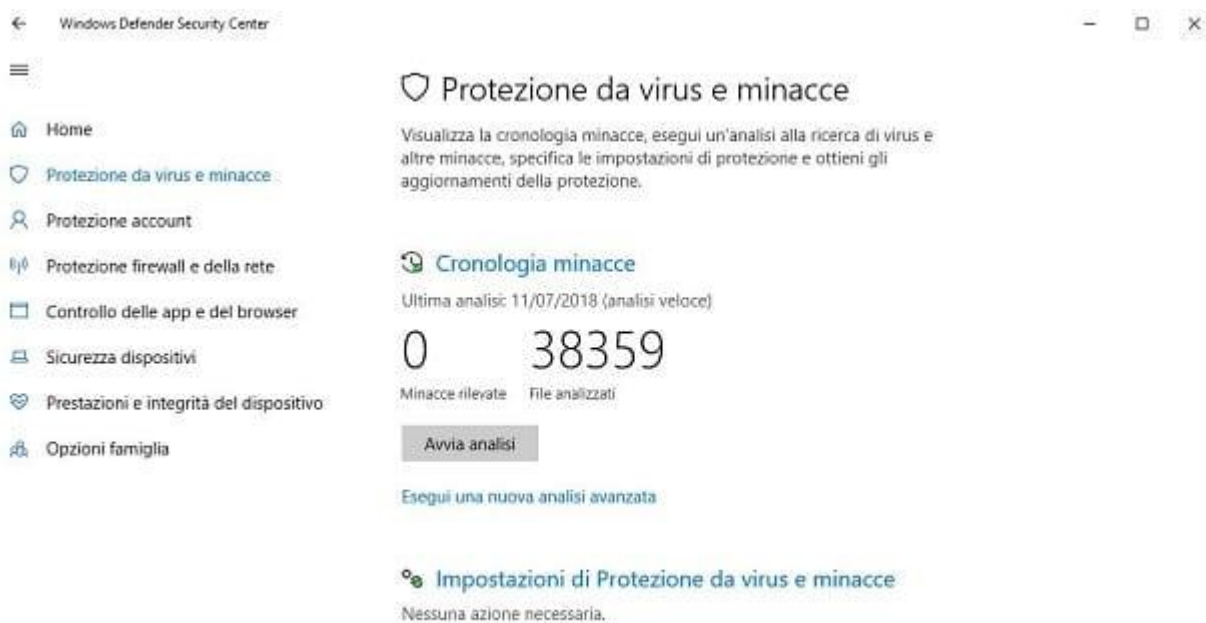 Windows Defender Security Center
Home
Protezione da virus e minacce
Protezione account
Protezione firewall e della rete
Controllo delle app e del browser
Sicurezza dispositivi
Prestazioni e integrità del dispositivo
Opzioni famiglia
Protezione da virus e minacce
Visualizza la cronologia minacce, esegui un'analisi alla ricerca di virus e
altre minacce, specifica le impostazioni di protezione e ottieni gli
aggiornamenti della protezione.
Cronologia minacce
Ultima analisi: 11/07/2018 (analisi veloce)
0 38359
Minacce rilevate File analizzati
Avvia analisi
Esegui una nuova analisi avanzata
Impostazioni di Protezione da virus e minacce
Nessuna azione necessaria.